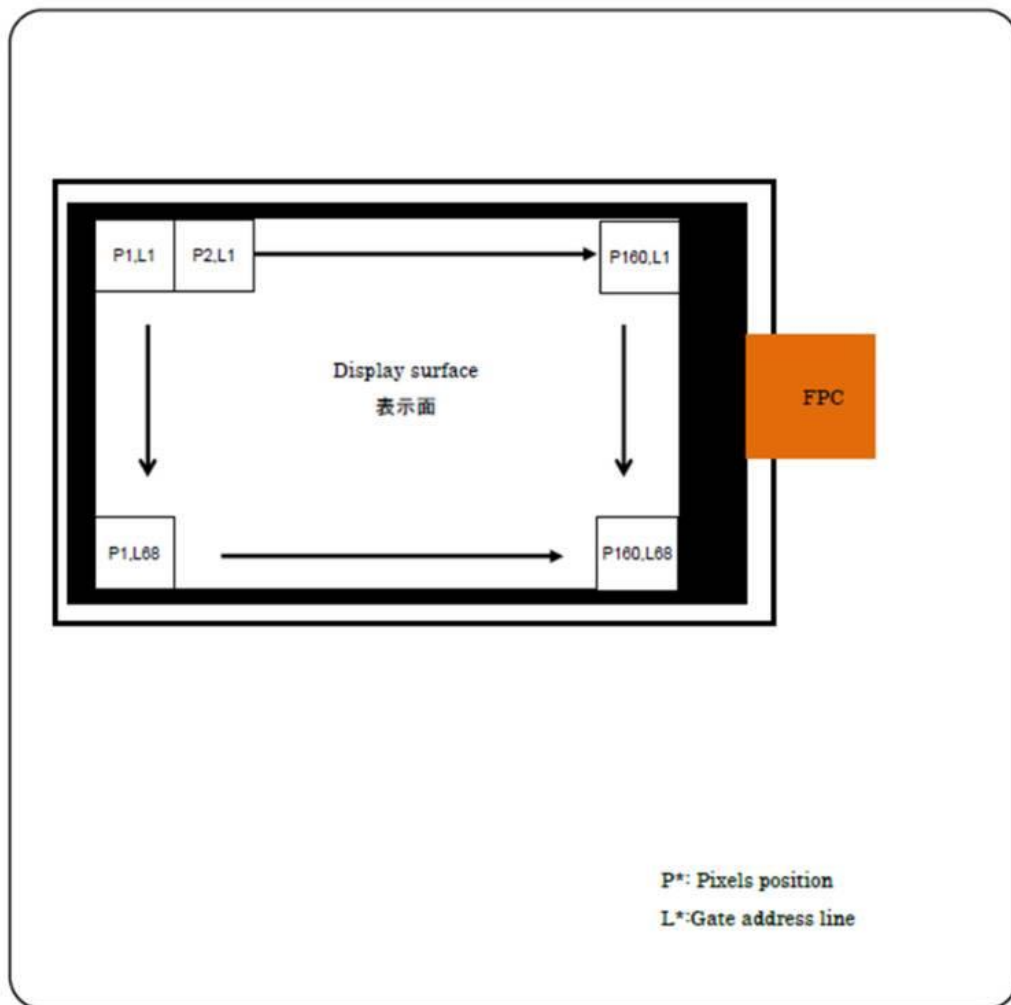 P1,L1
P2,L1
P160,L1
Display surface
表示面
FPC
P1,L68
P160,L68
P*: Pixels position
L*:Gate address line